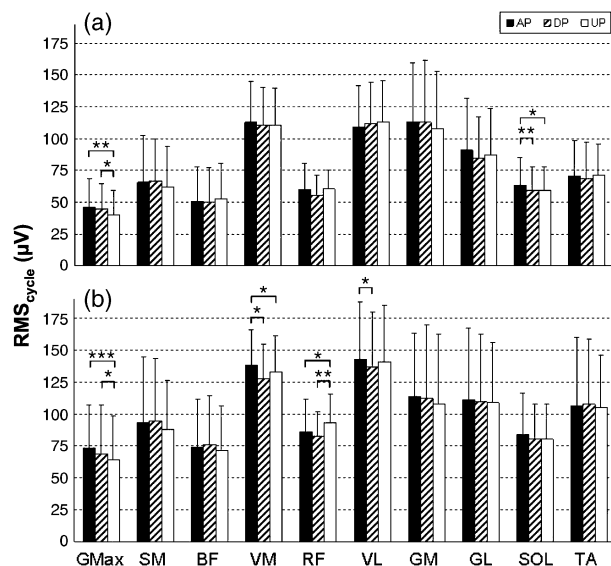 (a)
AP DP UP
175
150
125
100
75
50
25
0
** * * **
RMScycle (µV)
(b)
175
150
125
100
75
50
25
0
*** * * * * ** *
GMax SM BF VM RF VL GM GL SOL TA